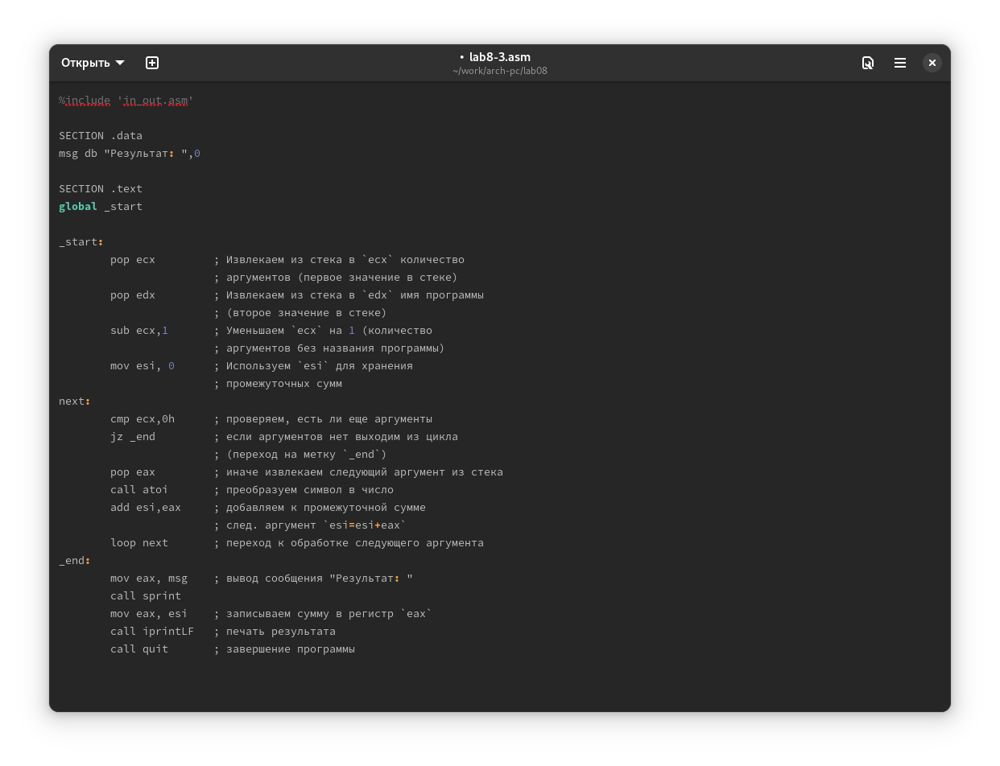 Открыть
• lab8-3.asm
~/work/arch-pc/lab08
%include 'in_out.asm'
SECTION .data
msg db "Результат: ",0
SECTION .text
global _start
_start:
pop ecx ; Извлекаем из стека в `ecx` количество
; аргументов (первое значение в стеке)
pop edx ; Извлекаем из стека в `edx` имя программы
; (второе значение в стеке)
sub ecx,1 ; Уменьшаем `ecx` на 1 (количество
; аргументов без названия программы)
mov esi, 0 ; Используем `esi` для хранения
; промежуточных сумм
next:
cmp ecx,0h ; проверяем, есть ли еще аргументы
jz _end ; если аргументов нет выходим из цикла
; (переход на метку `_end`)
pop eax ; иначе извлекаем следующий аргумент из стека
call atoi ; преобразуем символ в число
add esi,eax ; добавляем к промежуточной сумме
; след. аргумент `esi=esi+eax`
loop next ; переход к обработке следующего аргумента
_end:
mov eax, msg ; вывод сообщения "Результат: "
call sprint
mov eax, esi ; записываем сумму в регистр `eax`
call iprintLF ; печать результата
call quit ; завершение программы